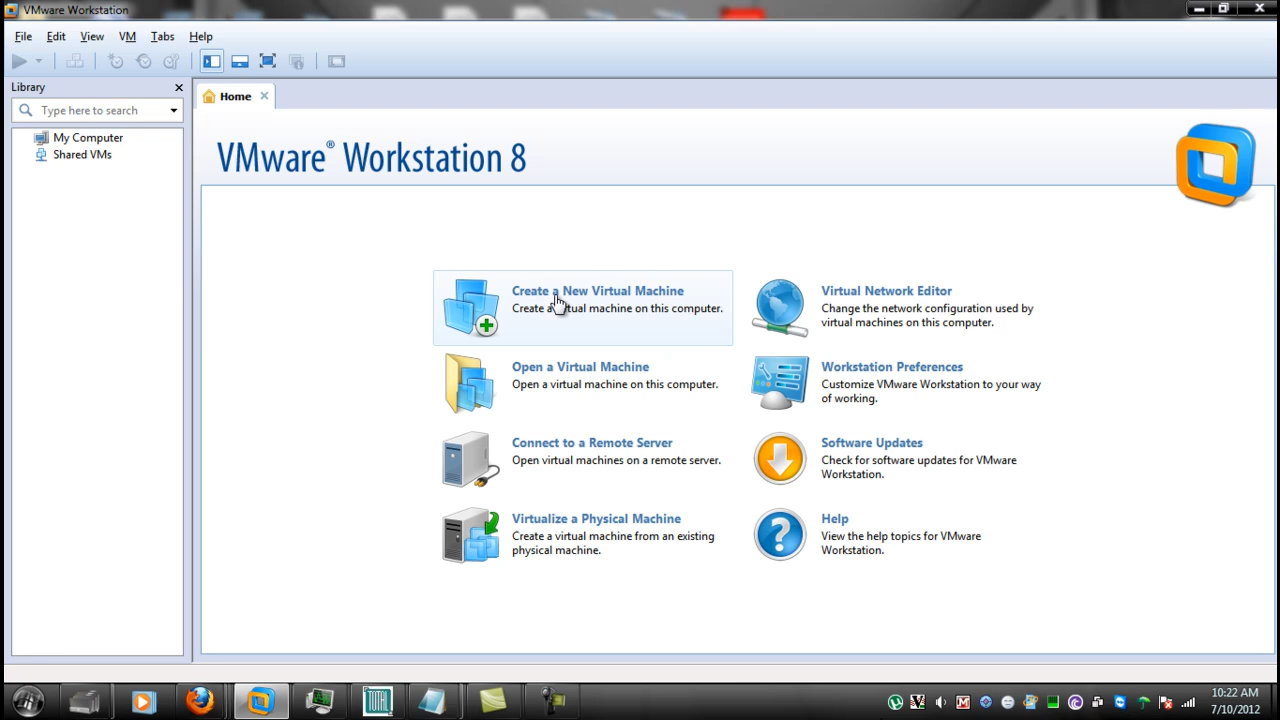 VMware Workstation
File Edit View VM Tabs Help
Library
Type here to search
My Computer
Shared VMs
Home
VMware® Workstation 8
Create a New Virtual Machine
Create a virtual machine on this computer.
Open a Virtual Machine
Open a virtual machine on this computer.
Connect to a Remote Server
Open virtual machines on a remote server.
Virtualize a Physical Machine
Create a virtual machine from an existing
physical machine.
Virtual Network Editor
Change the network configuration used by
virtual machines on this computer.
Workstation Preferences
Customize VMware Workstation to your way
of working.
Software Updates
Check for software updates for VMware
Workstation.
Help
View the help topics for VMware
Workstation.
TOTAL
10:22 AM
7/10/2012